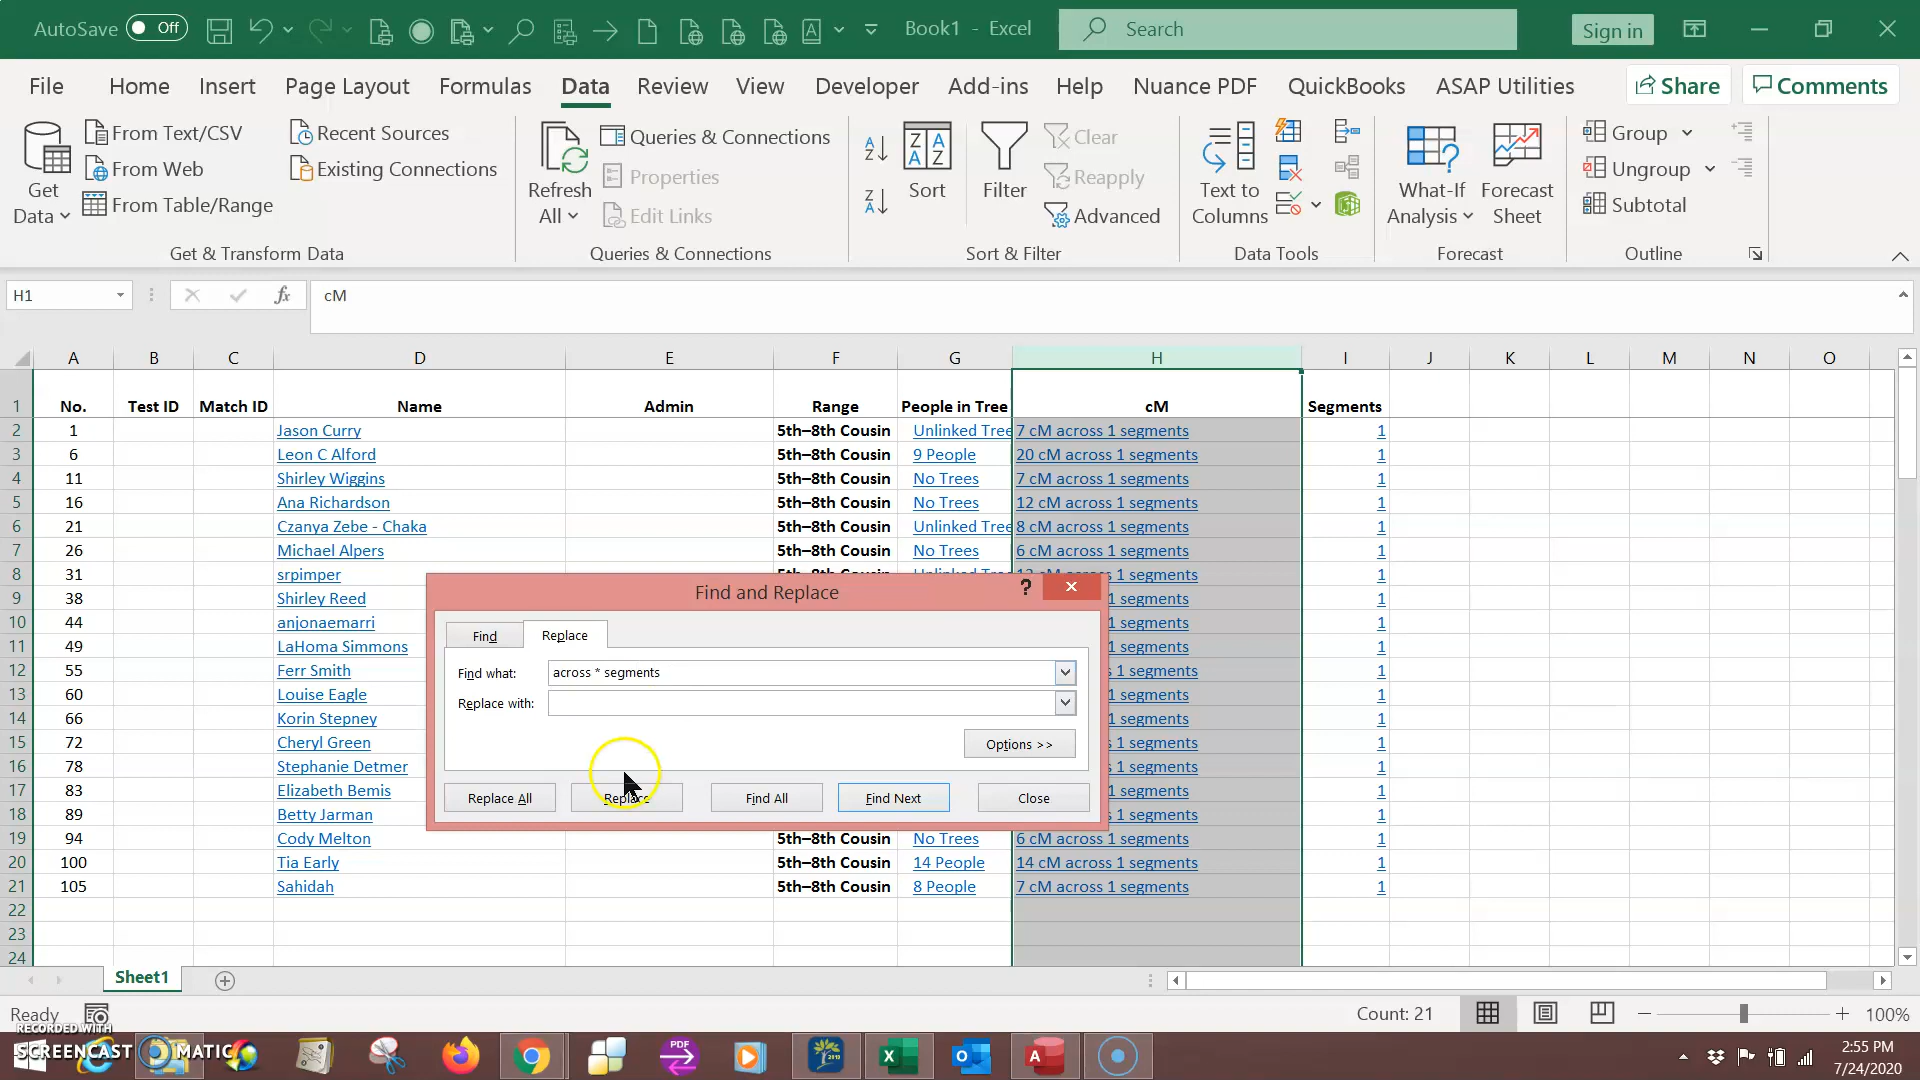 AutoSave Off Book1 - Excel Search Sign in
File Home Insert Page Layout Formulas Data Review View Developer Add-ins Help Nuance PDF QuickBooks ASAP Utilities Share Comments
Get Data
From Text/CSV
From Web
From Table/Range
Recent Sources
Existing Connections
Get & Transform Data
Refresh All
Queries & Connections
Properties
Edit Links
Queries & Connections
Sort
Filter
Clear
Reapply
Advanced
Sort & Filter
Text to Columns
Data Tools
What-If Analysis
Forecast Sheet
Forecast
Group
Ungroup
Subtotal
Outline
H1 fx cM
A B C D E F G H I J K L M N O
1 No. Test ID Match ID Name Admin Range People in Tree cM Segments
2 1 Jason Curry 5th–8th Cousin Unlinked Tree 7 cM across 1 segments 1
3 6 Leon C Alford 5th–8th Cousin 9 People 20 cM across 1 segments 1
4 11 Shirley Wiggins 5th–8th Cousin No Trees 7 cM across 1 segments 1
5 16 Ana Richardson 5th–8th Cousin No Trees 12 cM across 1 segments 1
6 21 Czanya Zebe - Chaka 5th–8th Cousin Unlinked Tree 8 cM across 1 segments 1
7 26 Michael Alpers 5th–8th Cousin No Trees 6 cM across 1 segments 1
8 31 srpimper 1 segments 1
9 38 Shirley Reed 1 segments 1
10 44 anjonaemarri 1 segments 1
11 49 LaHoma Simmons 1 segments 1
12 55 Ferr Smith 1 segments 1
13 60 Louise Eagle 1 segments 1
14 66 Korin Stepney 1 segments 1
15 72 Cheryl Green 1 segments 1
16 78 Stephanie Detmer 1 segments 1
17 83 Elizabeth Bemis 1 segments 1
18 89 Betty Jarman 1 segments 1
19 94 Cody Melton 5th–8th Cousin No Trees 6 cM across 1 segments 1
20 100 Tia Early 5th–8th Cousin 14 People 14 cM across 1 segments 1
21 105 Sahidah 5th–8th Cousin 8 People 7 cM across 1 segments 1
22
23
24
Find and Replace ?
Find Replace
Find what: across * segments
Replace with:
Options >>
Replace All Replace Find All Find Next Close
Sheet1
Ready Count: 21 100%
RECORDED WITH
SCREENCAST MATIC
PDF
2:55 PM
7/24/2020